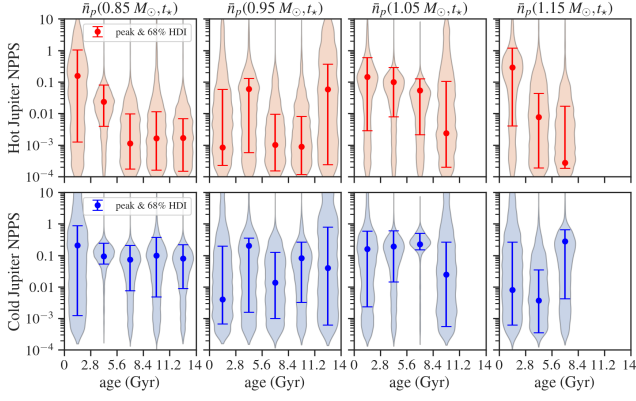 n̄ₚ(0.85 M⊙, t⋆) n̄ₚ(0.95 M⊙, t⋆) n̄ₚ(1.05 M⊙, t⋆) n̄ₚ(1.15 M⊙, t⋆)
Hot Jupiter NPPS
10
1
0.1
0.01
10⁻³
10⁻⁴
peak & 68% HDI
Cold Jupiter NPPS
10
1
0.1
0.01
10⁻³
10⁻⁴
peak & 68% HDI
0 2.8 5.6 8.4 11.2 14 0 2.8 5.6 8.4 11.2 14 0 2.8 5.6 8.4 11.2 14 0 2.8 5.6 8.4 11.2 14
age (Gyr) age (Gyr) age (Gyr) age (Gyr)